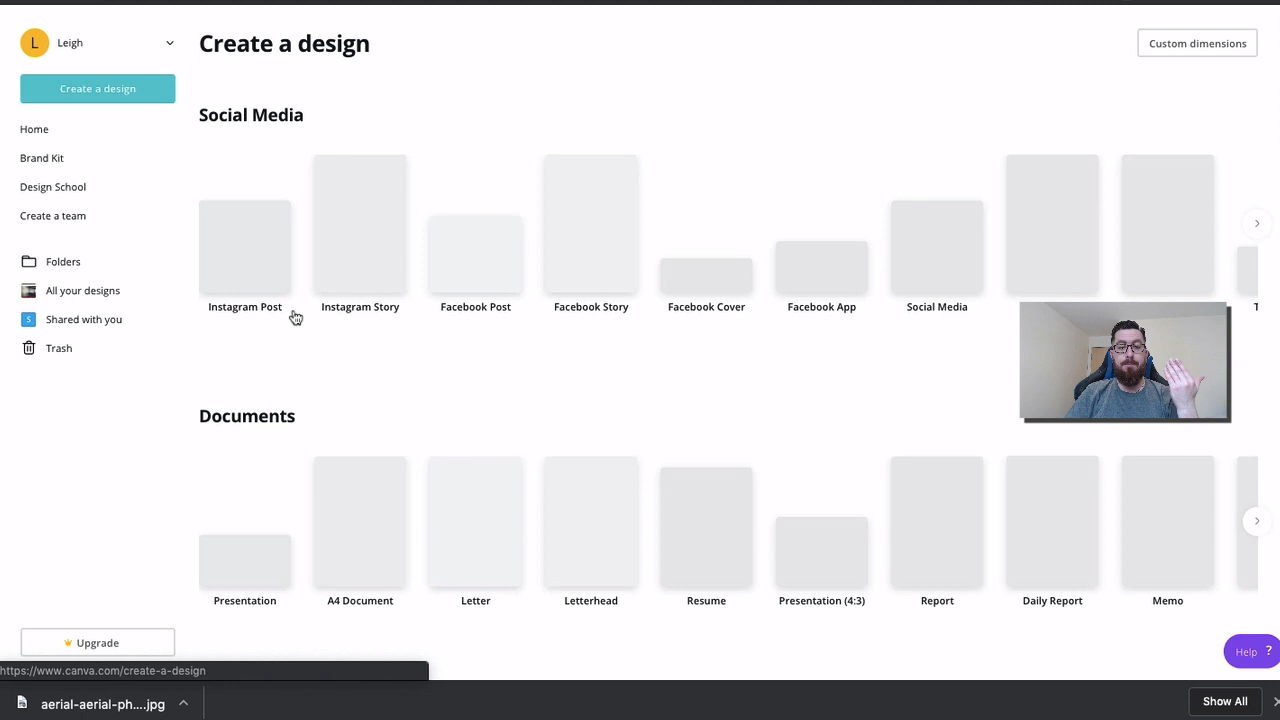 L Leigh
Create a design
Home
Brand Kit
Design School
Create a team
Folders
All your designs
S Shared with you
Trash
Upgrade
Create a design
Custom dimensions
Social Media
Instagram Post
Instagram Story
Facebook Post
Facebook Story
Facebook Cover
Facebook App
Social Media
T
Documents
Presentation
A4 Document
Letter
Letterhead
Resume
Presentation (4:3)
Report
Daily Report
Memo
Help ?
https://www.canva.com/create-a-design
aerial-aerial-ph....jpg
Show All